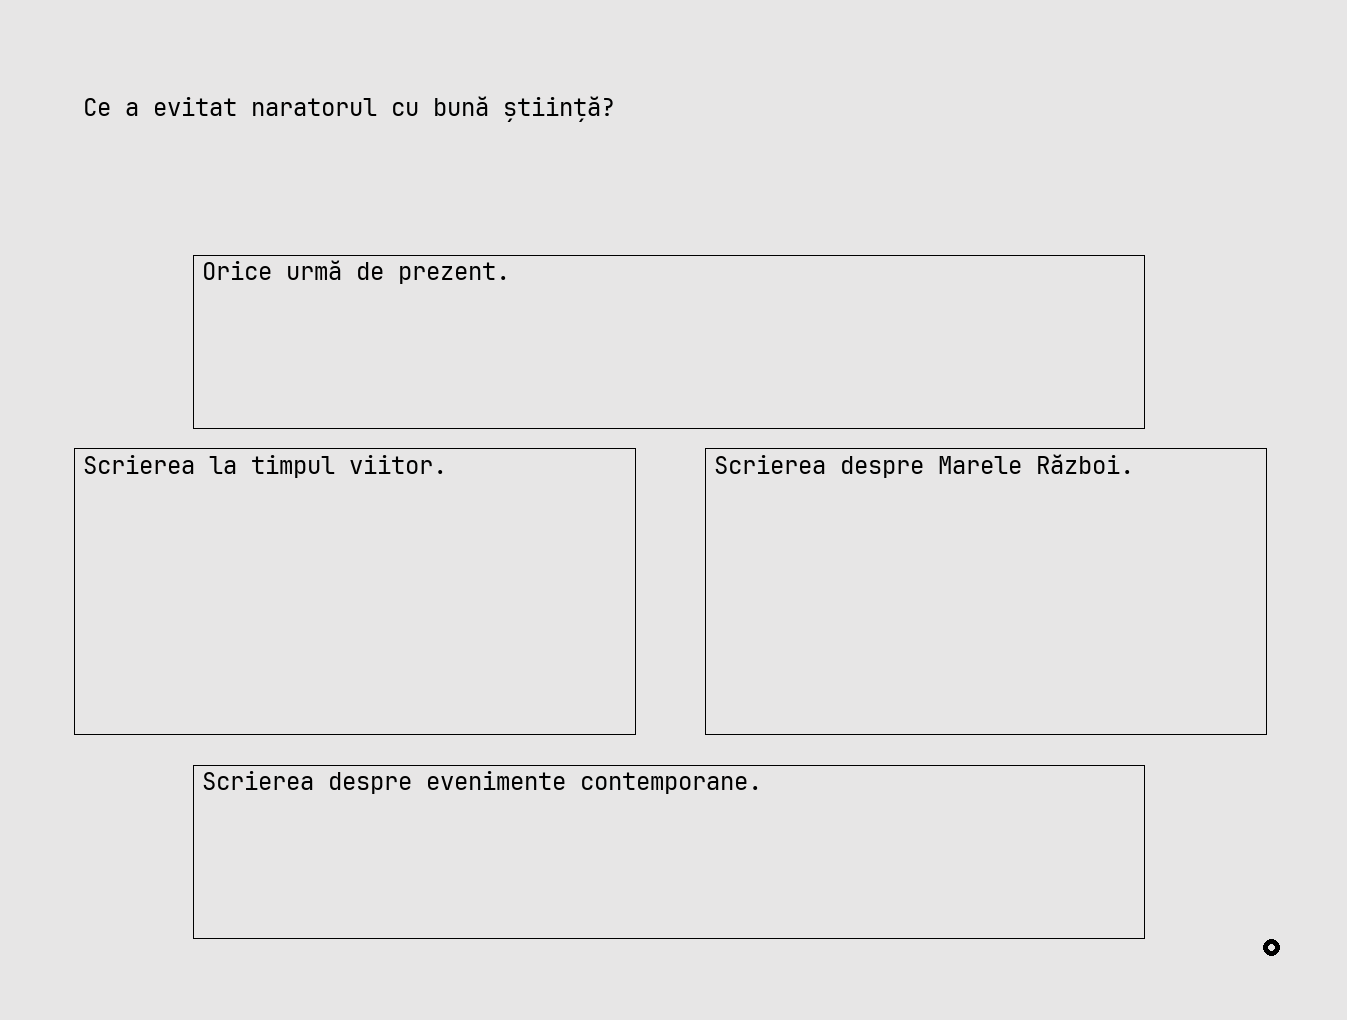 Ce a evitat naratorul cu bună știință?
Orice urmă de prezent.
Scrierea la timpul viitor.
Scrierea despre Marele Război.
Scrierea despre evenimente contemporane.